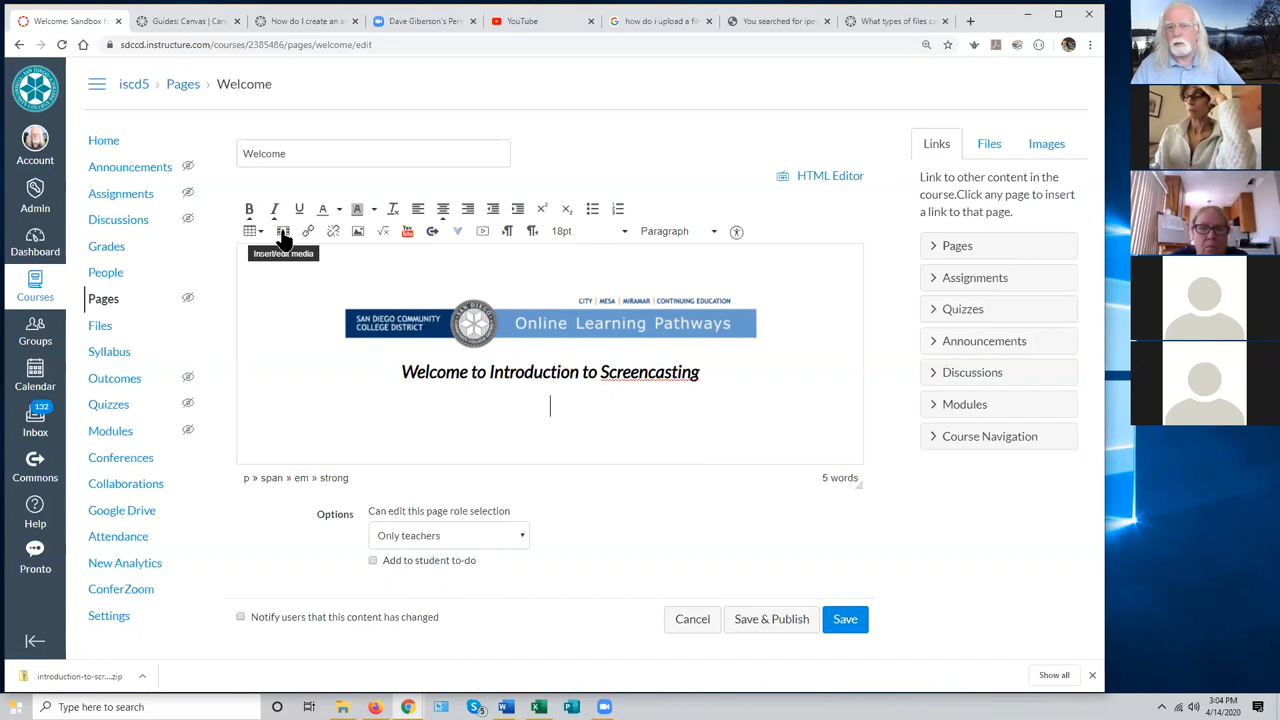 Welcome: Sandbox f
Guides: Canvas | Can
How do I create an a
Dave Giberson's Per
YouTube
how do i upload a fi
You searched for ipe
What types of files ca
sdccd.instructure.com/courses/2385486/pages/welcome/edit
iscd5 › Pages › Welcome
Home
Account
Announcements
Assignments
Admin
Discussions
Grades
Dashboard
People
Courses
Pages
Files
Groups
Syllabus
Outcomes
Calendar
Quizzes
132
Inbox
Modules
Conferences
Commons
Collaborations
Google Drive
Help
Attendance
New Analytics
Pronto
ConferZoom
Settings
Welcome
HTML Editor
18pt
Paragraph
Insert/edit media
CITY | MESA | MIRAMAR | CONTINUING EDUCATION
SAN DIEGO COMMUNITY
COLLEGE DISTRICT
Online Learning Pathways
Welcome to Introduction to Screencasting
p » span » em » strong
5 words
Options
Can edit this page role selection
Only teachers
Add to student to-do
Notify users that this content has changed
Cancel
Save & Publish
Save
Links
Files
Images
Link to other content in the
course.Click any page to insert
a link to that page.
Pages
Assignments
Quizzes
Announcements
Discussions
Modules
Course Navigation
introduction-to-scr....zip
Show all
Type here to search
3:04 PM
4/14/2020